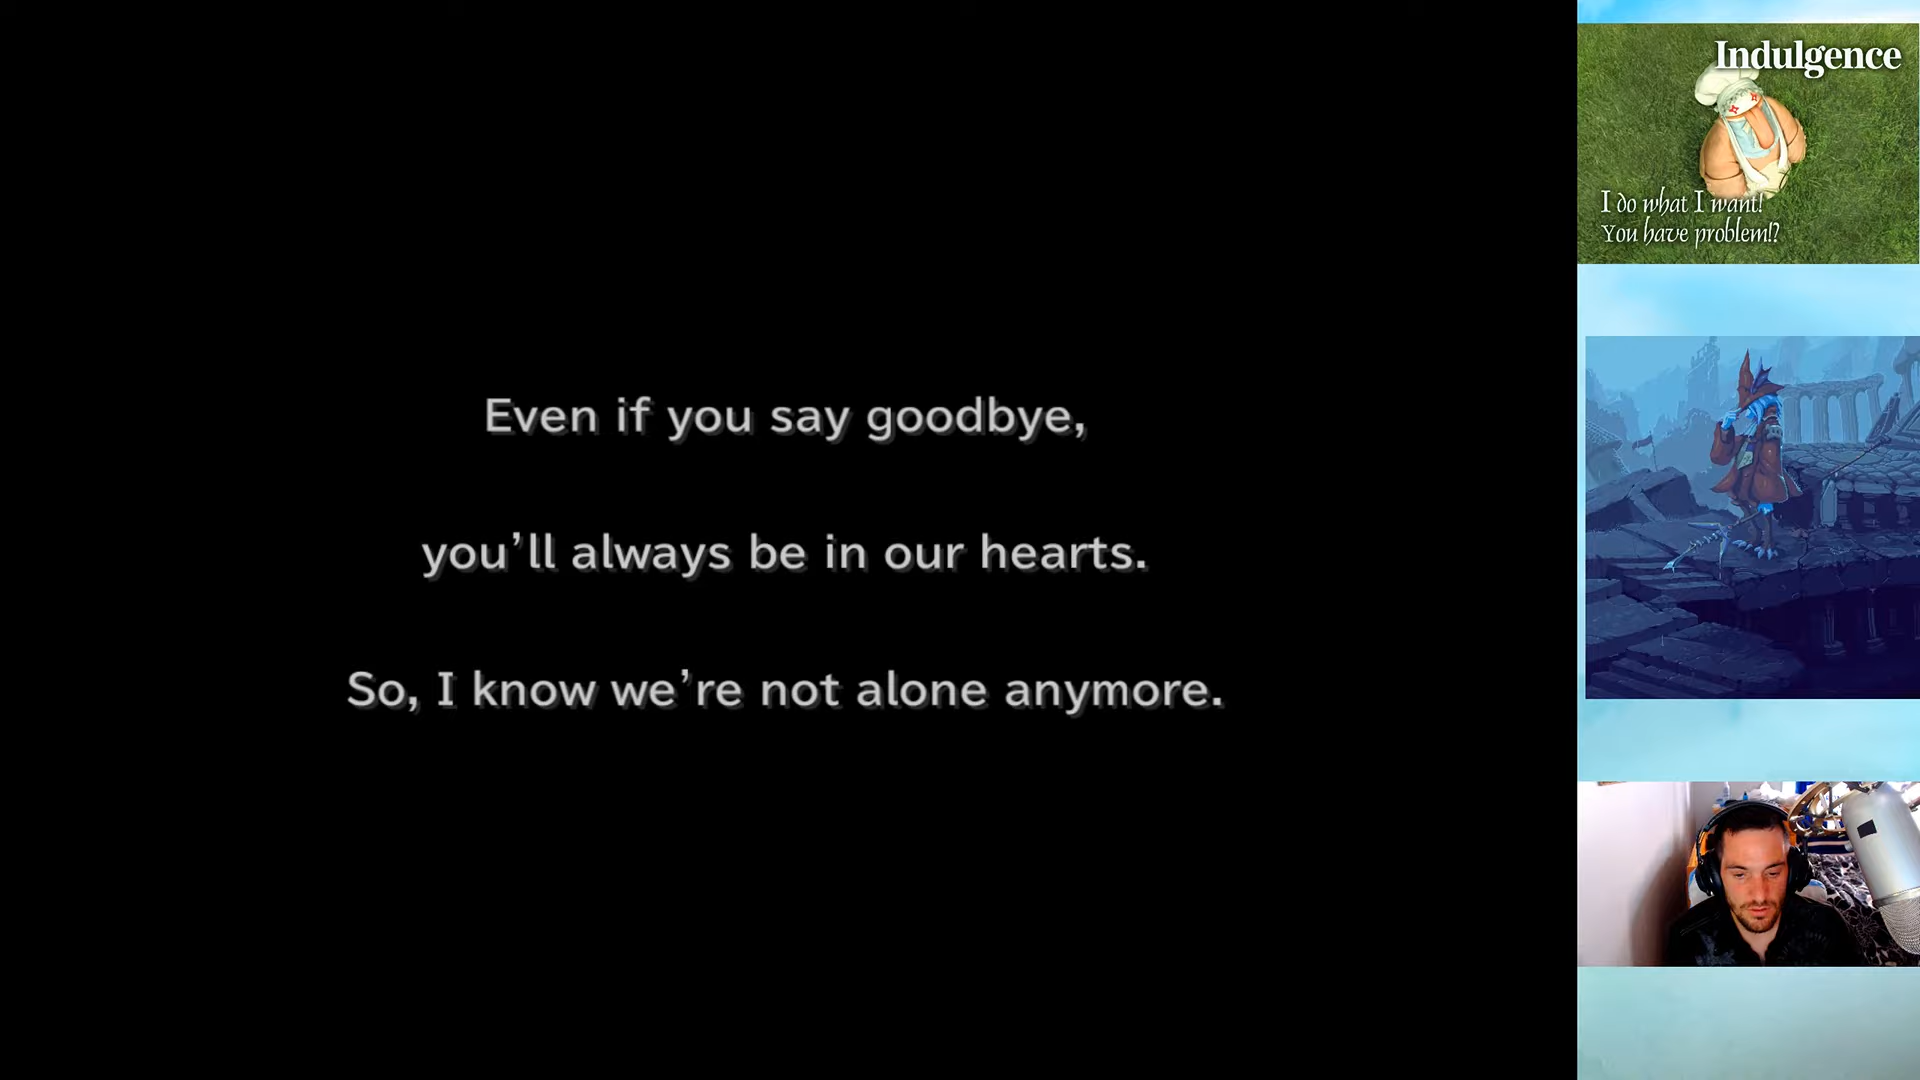 Even if you say goodbye,
you'll always be in our hearts.
So, I know we're not alone anymore.
Indulgence
I do what I want!
You have problem!?